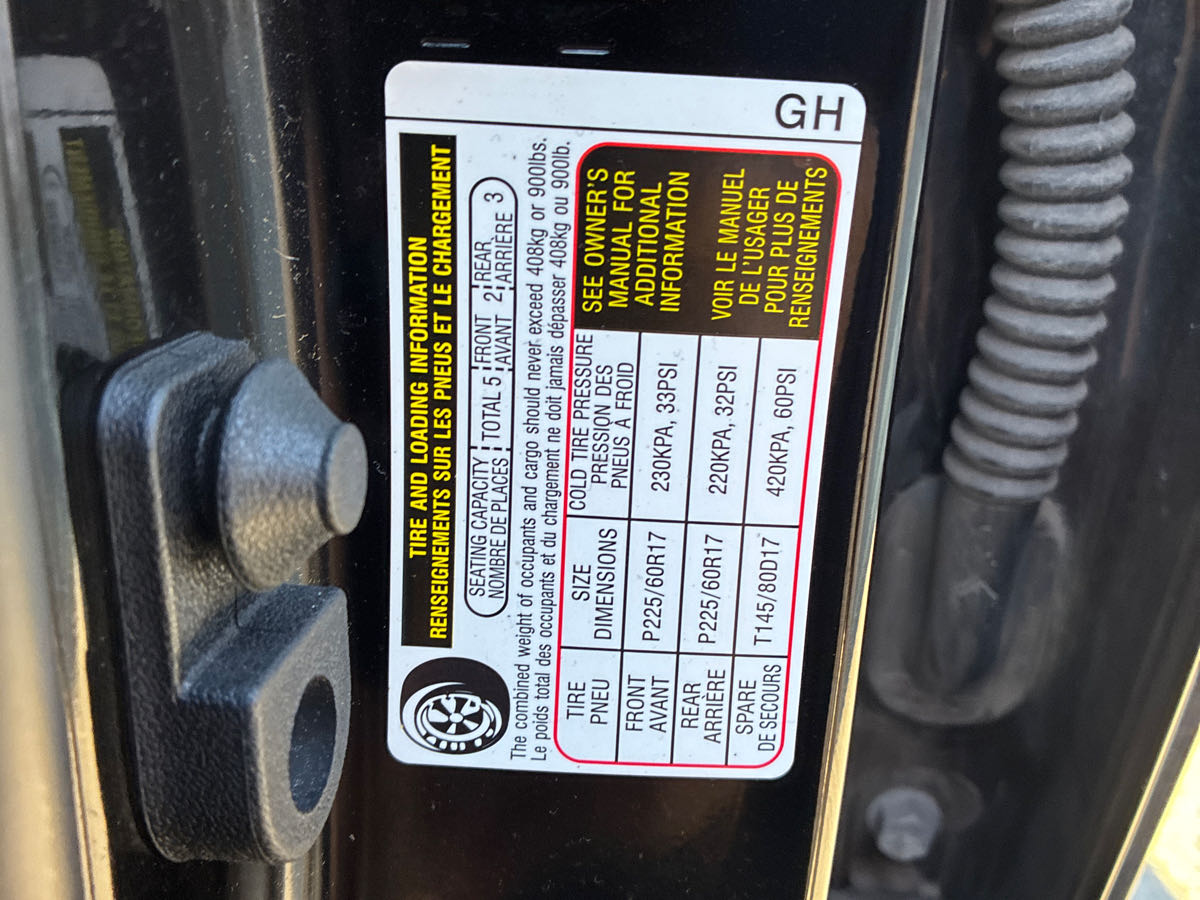 TIRE AND LOADING INFORMATION
RENSEIGNEMENTS SUR LES PNEUS ET LE CHARGEMENT
SEATING CAPACITY TOTAL 5 FRONT 2 REAR 3
NOMBRE DE PLACES AVANT ARRIÈRE
The combined weight of occupants and cargo should never exceed 408kg or 900lbs.
Le poids total des occupants et du chargement ne doit jamais dépasser 408kg ou 900lb.
TIRE SIZE COLD TIRE PRESSURE
PNEU DIMENSIONS PRESSION DES
PNEUS À FROID
FRONT
AVANT P225/60R17 230KPA, 33PSI
REAR
ARRIÈRE P225/60R17 220KPA, 32PSI
SPARE
DE SECOURS T145/80D17 420KPA, 60PSI
SEE OWNER'S
MANUAL FOR
ADDITIONAL
INFORMATION
VOIR LE MANUEL
DE L'USAGER
POUR PLUS DE
RENSEIGNEMENTS
GH